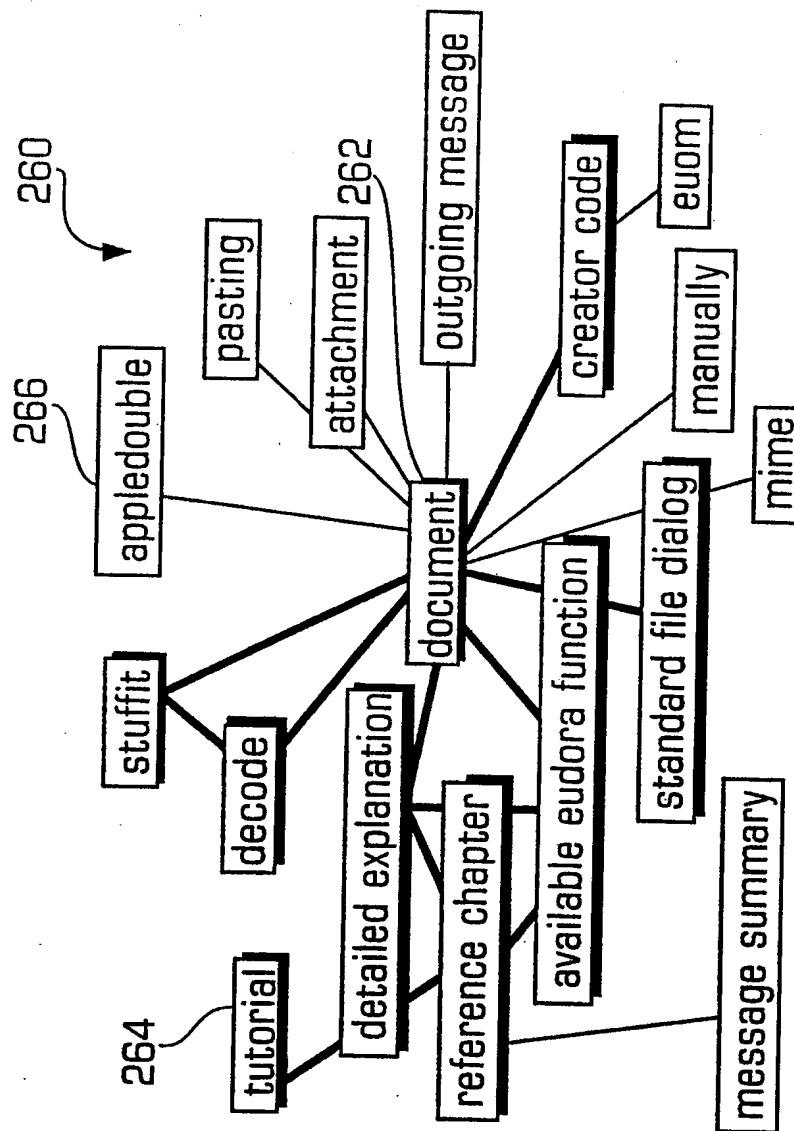 260
266
appledouble
pasting
attachment
262
outgoing message
stuffit
decode
document
creator code
euom
264
tutorial
detailed explanation
reference chapter
available eudora function
manually
standard file dialog
mime
message summary